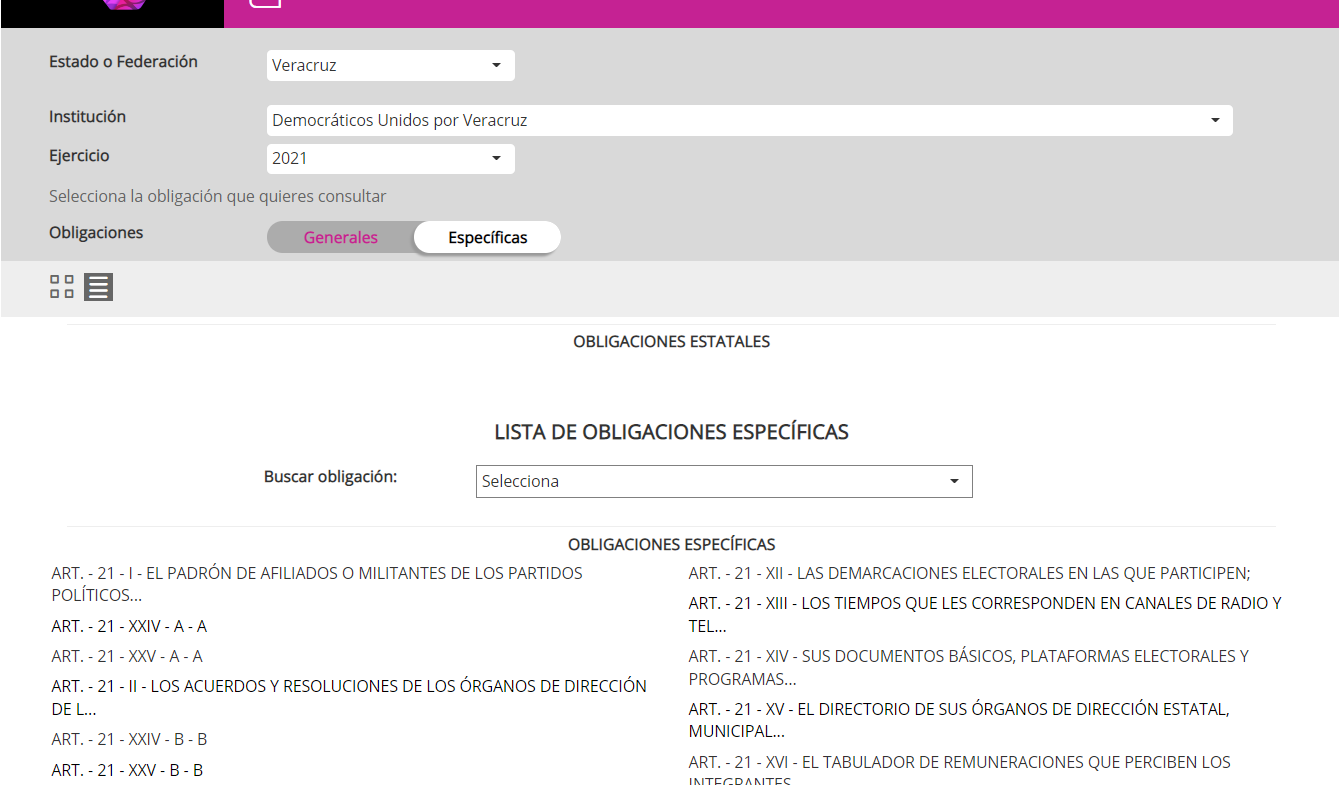 Estado o Federación
Veracruz
Institución
Democráticos Unidos por Veracruz
Ejercicio
2021
Selecciona la obligación que quieres consultar
Obligaciones
Generales
Específicas
OBLIGACIONES ESTATALES
LISTA DE OBLIGACIONES ESPECÍFICAS
Buscar obligación:
Selecciona
OBLIGACIONES ESPECÍFICAS
ART. - 21 - I - EL PADRÓN DE AFILIADOS O MILITANTES DE LOS PARTIDOS
POLÍTICOS...
ART. - 21 - XXIV - A - A
ART. - 21 - XXV - A - A
ART. - 21 - II - LOS ACUERDOS Y RESOLUCIONES DE LOS ÓRGANOS DE DIRECCIÓN
DE L...
ART. - 21 - XXIV - B - B
ART. - 21 - XXV - B - B
ART. - 21 - XII - LAS DEMARCACIONES ELECTORALES EN LAS QUE PARTICIPEN;
ART. - 21 - XIII - LOS TIEMPOS QUE LES CORRESPONDEN EN CANALES DE RADIO Y
TEL...
ART. - 21 - XIV - SUS DOCUMENTOS BÁSICOS, PLATAFORMAS ELECTORALES Y
PROGRAMAS...
ART. - 21 - XV - EL DIRECTORIO DE SUS ÓRGANOS DE DIRECCIÓN ESTATAL,
MUNICIPAL...
ART. - 21 - XVI - EL TABULADOR DE REMUNERACIONES QUE PERCIBEN LOS
INTEGRANTES